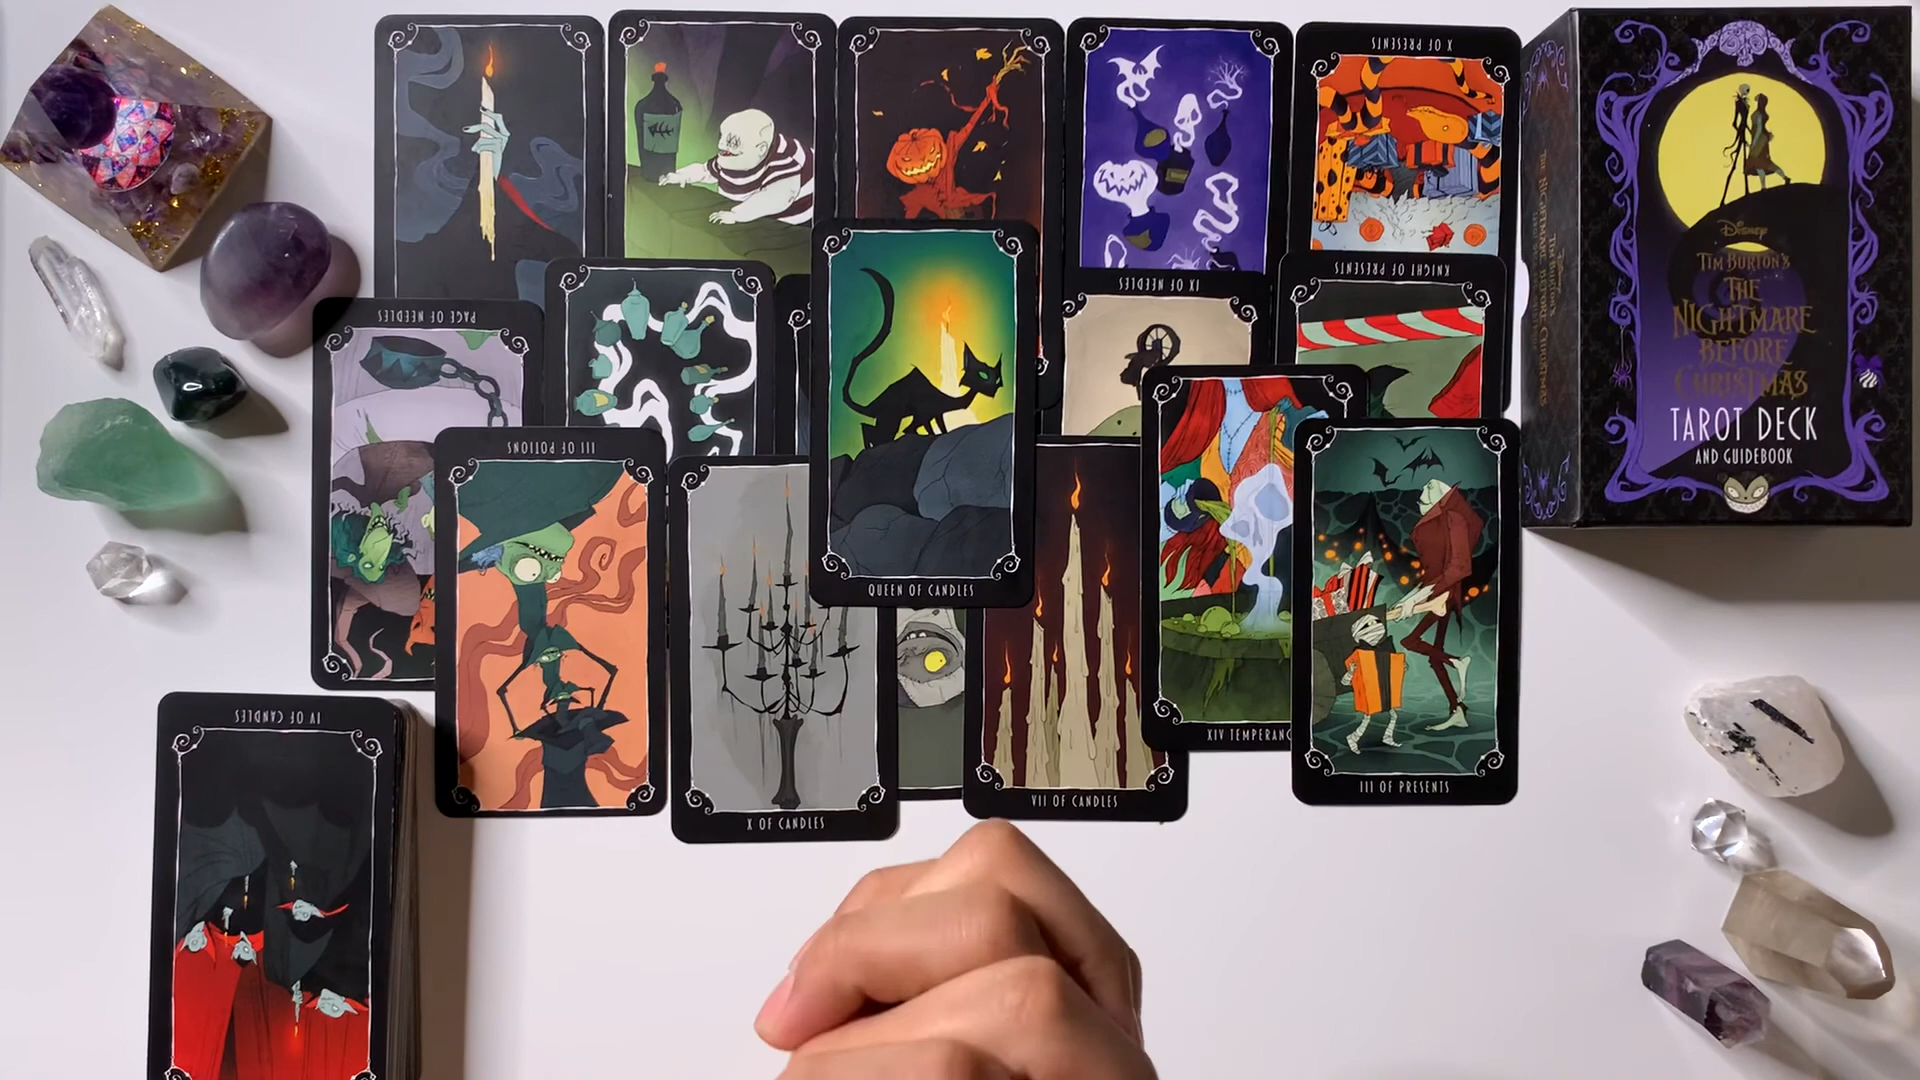 X OF PRESENTS
Disney
TIM BURTON'S
THE
NIGHTMARE
BEFORE
CHRISTMAS
TAROT DECK
AND GUIDEBOOK
KNIGHT OF PRESENTS
IX OF NEEDLES
PAGE OF NEEDLES
III OF POTIONS
QUEEN OF CANDLES
XIV TEMPERANC
III OF PRESENTS
VII OF CANDLES
X OF CANDLES
IV OF CANDLES